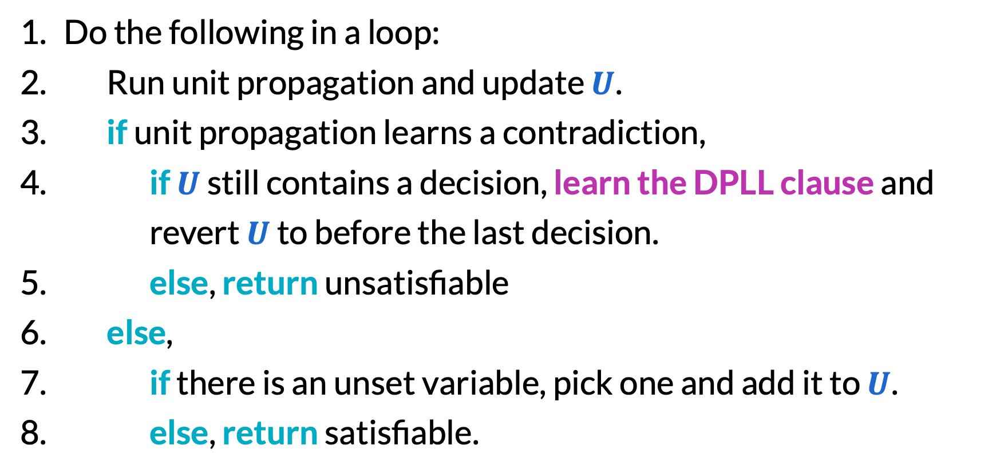 1. Do the following in a loop:
2. Run unit propagation and update U.
3. if unit propagation learns a contradiction,
4. if U still contains a decision, learn the DPLL clause and
revert U to before the last decision.
5. else, return unsatisfiable
6. else,
7. if there is an unset variable, pick one and add it to U.
8. else, return satisfiable.